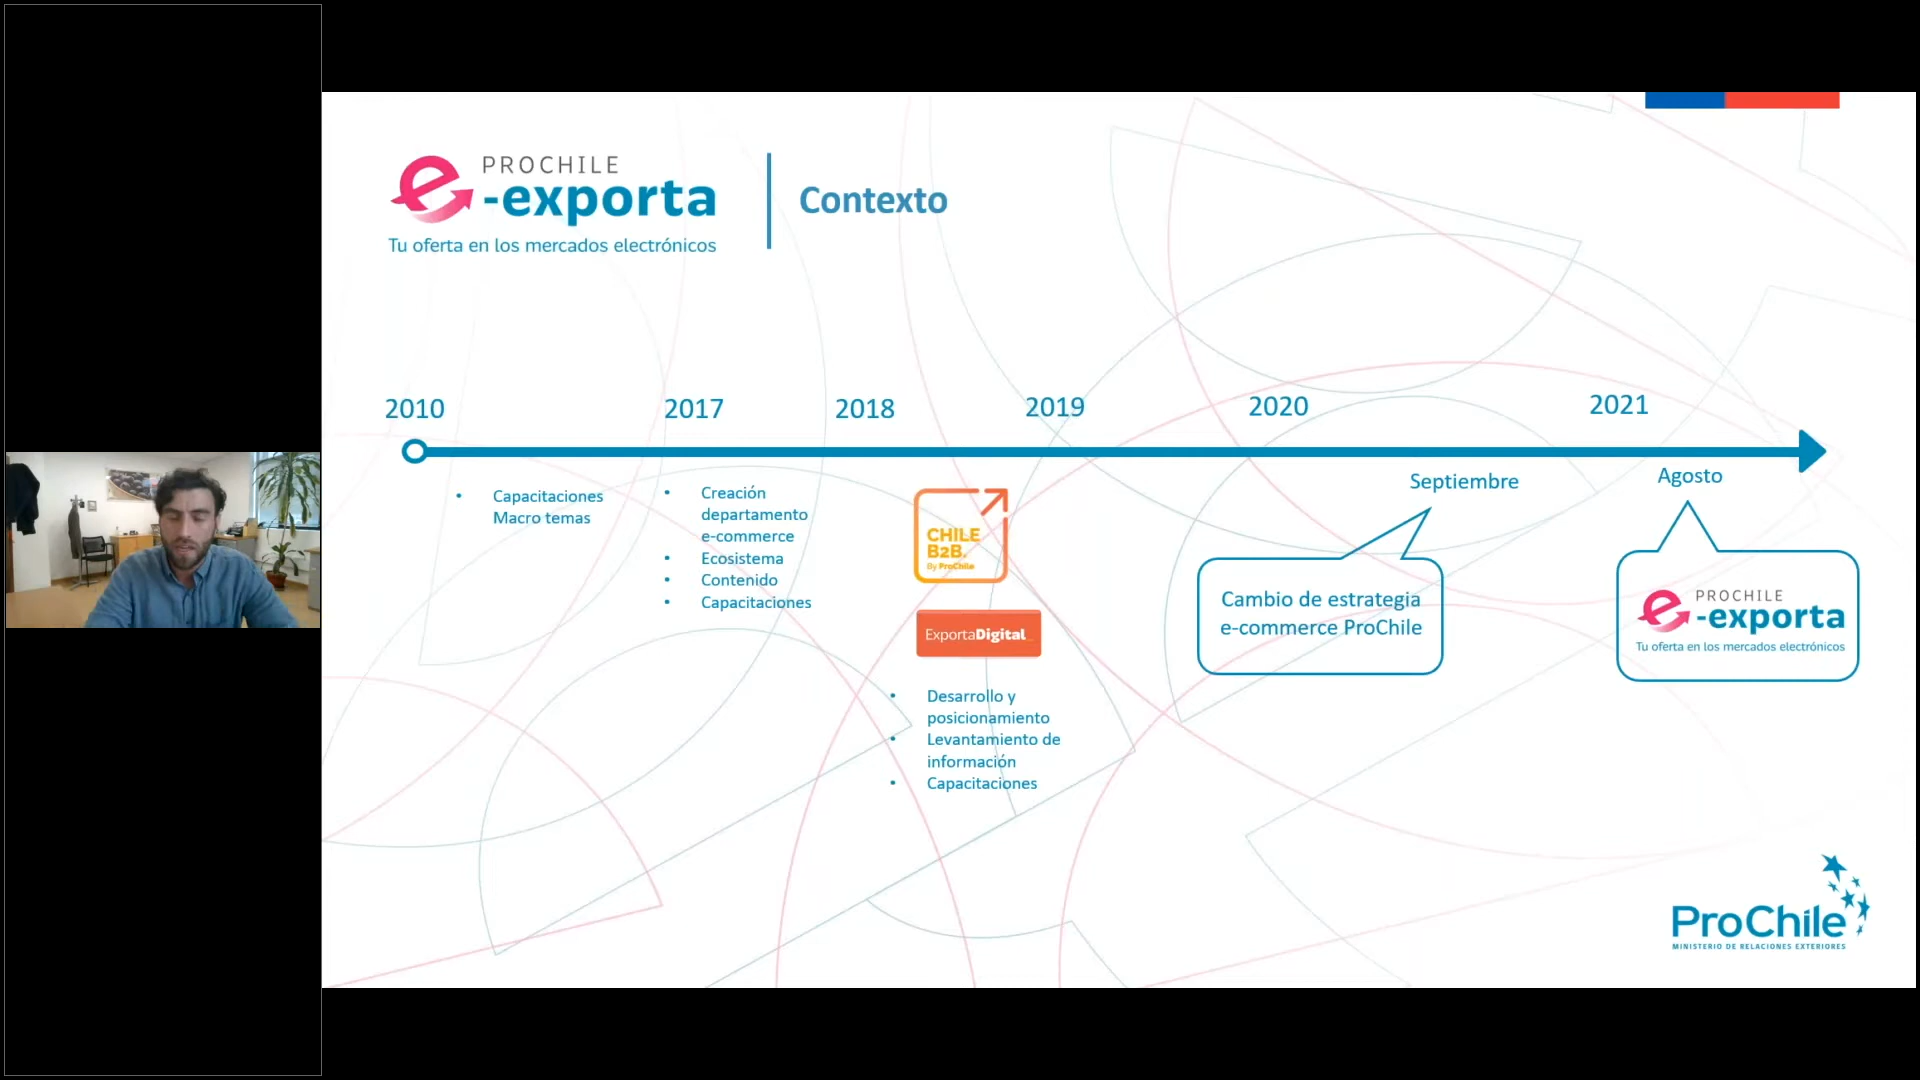 PROCHILE
-exporta
Tu oferta en los mercados electrónicos
Contexto
2010
2017
2018
2019
2020
2021
• Capacitaciones
Macro temas
• Creación
departamento
e-commerce
• Ecosistema
• Contenido
• Capacitaciones
CHILE
B2B.
By ProChile
ExportaDigital_
• Desarrollo y
posicionamiento
• Levantamiento de
información
• Capacitaciones
Septiembre
Cambio de estrategia
e-commerce ProChile
Agosto
PROCHILE
-exporta
Tu oferta en los mercados electrónicos
ProChile
MINISTERIO DE RELACIONES EXTERIORES